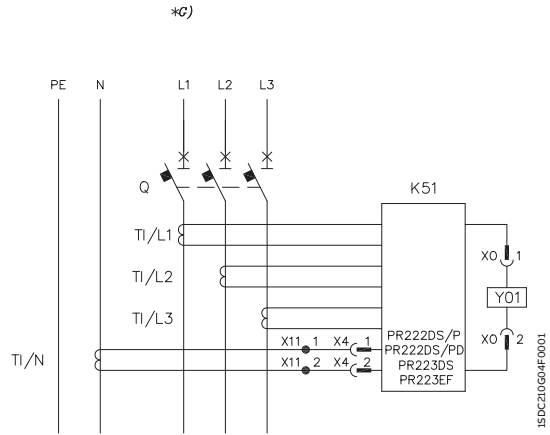 *G)
PE N L1 L2 L3
Q
K51
TI/L1
X0 1
TI/L2
Y01
TI/L3
X11 1 X4 1
PR222DS/P
X0 2
PR222DS/PD
TI/N
X11 2 X4 2
PR223DS
PR223EF
1SDC210G04F0001